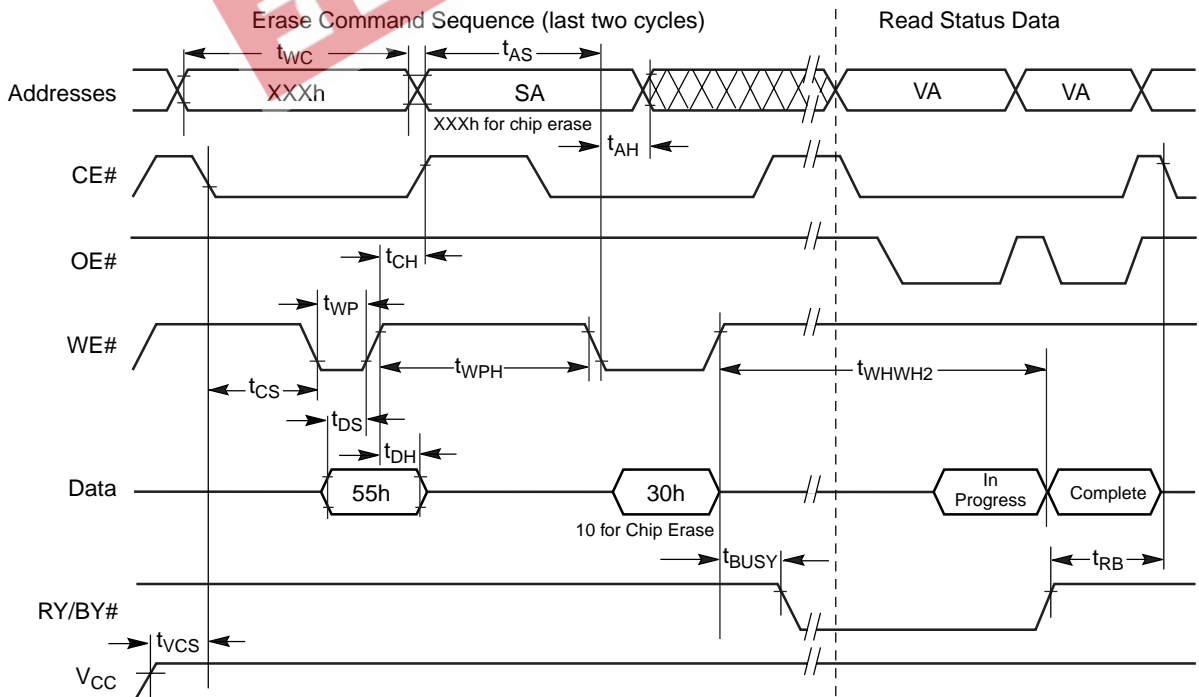 Erase Command Sequence (last two cycles)
Read Status Data
tWC
tAS
Addresses
XXXh
SA
VA
VA
XXXh for chip erase
tAH
CE#
OE#
tCH
tWP
WE#
tWPH
tWHWH2
tCS
tDS
tDH
Data
55h
30h
In
Progress
Complete
10 for Chip Erase
tBUSY
tRB
RY/BY#
tVCS
VCC